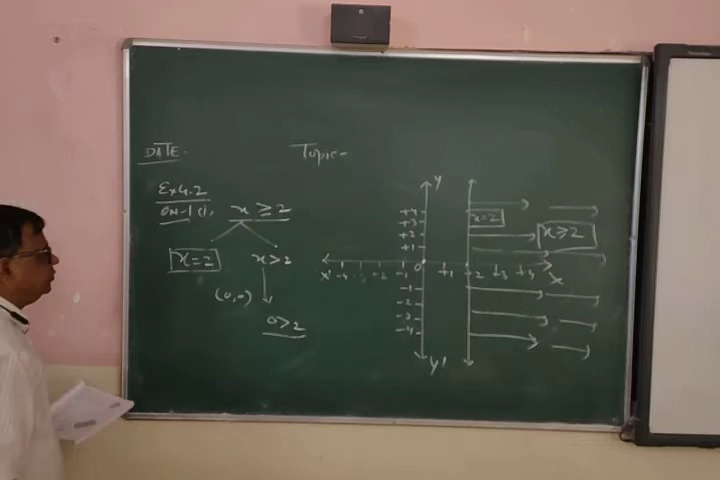 DATE-
Topic-
Ex 4.2
QN-1 (i),
x ≥ 2
x = 2
x > 2
(0,0)
0 > 2
y
x = 2
x ≥ 2
+4
+3
+2
+1
x' -4 -2 -1 0 +1 +2 +3 +4 x
-1
-2
-3
-4
y'